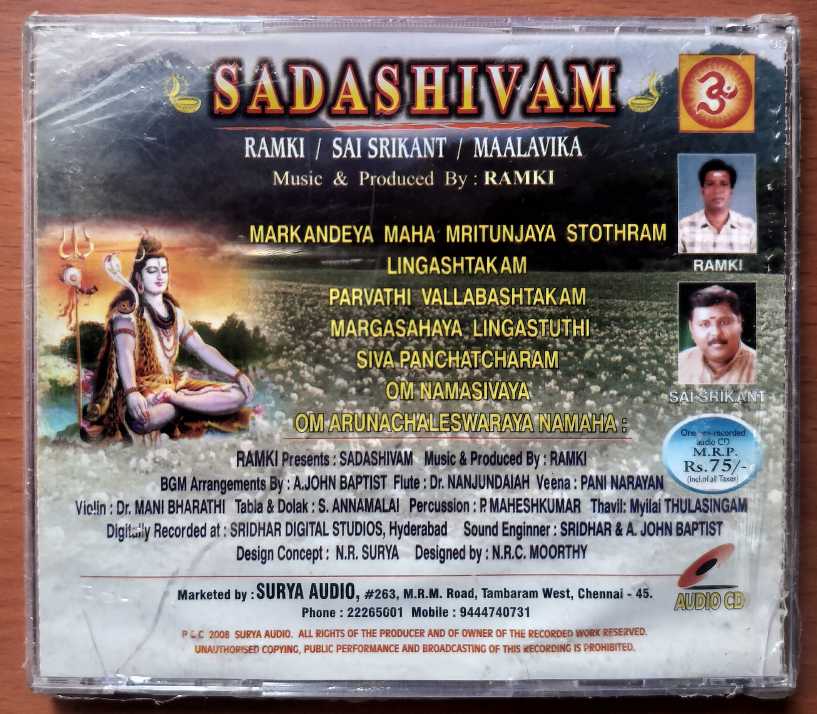 SADASHIVAM
RAMKI / SAI SRIKANT / MAALAVIKA
Music & Produced By : RAMKI
MARKANDEYA MAHA MRITUNJAYA STOTHRAM
LINGASHTAKAM
PARVATHI VALLABASHTAKAM
MARGASAHAYA LINGASTUTHI
SIVA PANCHATCHARAM
OM NAMASIVAYA
OM ARUNACHALESWARAYA NAMAHA :
ॐ
RAMKI
SAI SRIKANT
One pre-recorded
audio CD
M.R.P.
Rs.75/-
(Incl.of all Taxes)
RAMKI Presents : SADASHIVAM Music & Produced By : RAMKI
BGM Arrangements By : A.JOHN BAPTIST Flute : Dr. NANJUNDAIAH Veena : PANI NARAYAN
Violin : Dr. MANI BHARATHI Tabla & Dolak : S. ANNAMALAI Percussion : P.MAHESHKUMAR Thavil: Myilai THULASINGAM
Digitally Recorded at : SRIDHAR DIGITAL STUDIOS, Hyderabad Sound Enginner : SRIDHAR & A. JOHN BAPTIST
Design Concept : N.R. SURYA Designed by : N.R.C. MOORTHY
AUDIO CD
Marketed by : SURYA AUDIO, #263, M.R.M. Road, Tambaram West, Chennai - 45.
Phone : 22265001 Mobile : 9444740731
P & C 2008 SURYA AUDIO. ALL RIGHTS OF THE PRODUCER AND OF OWNER OF THE RECORDED WORK RESERVED.
UNAUTHORISED COPYING, PUBLIC PERFORMANCE AND BROADCASTING OF THIS RECORDING IS PROHIBITED.